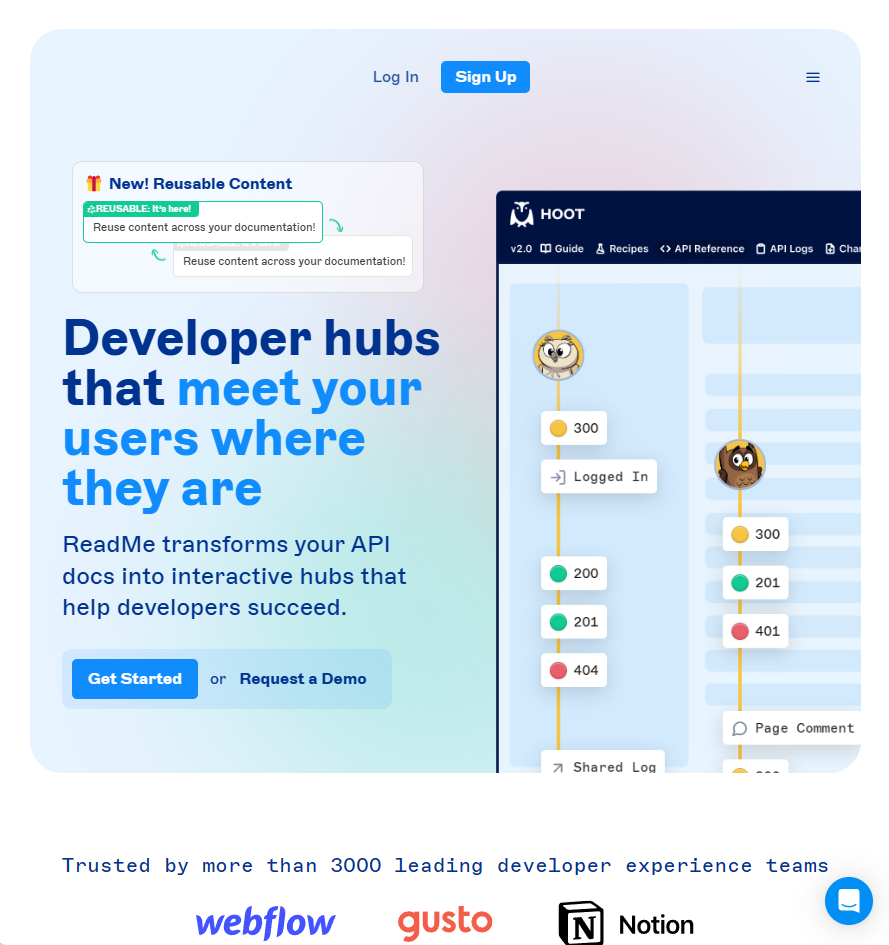 Log In
Sign Up
New! Reusable Content
REUSABLE: It's here!
Reuse content across your documentation!
Reuse content across your documentation!
Developer hubs
that meet your
users where
they are
ReadMe transforms your API
docs into interactive hubs that
help developers succeed.
Get Started or Request a Demo
HOOT
v2.0 Guide Recipes API Reference API Logs
300
Logged In
200
201
404
Shared Log
300
201
401
Page Comment
Trusted by more than 3000 leading developer experience teams
webflow gusto Notion